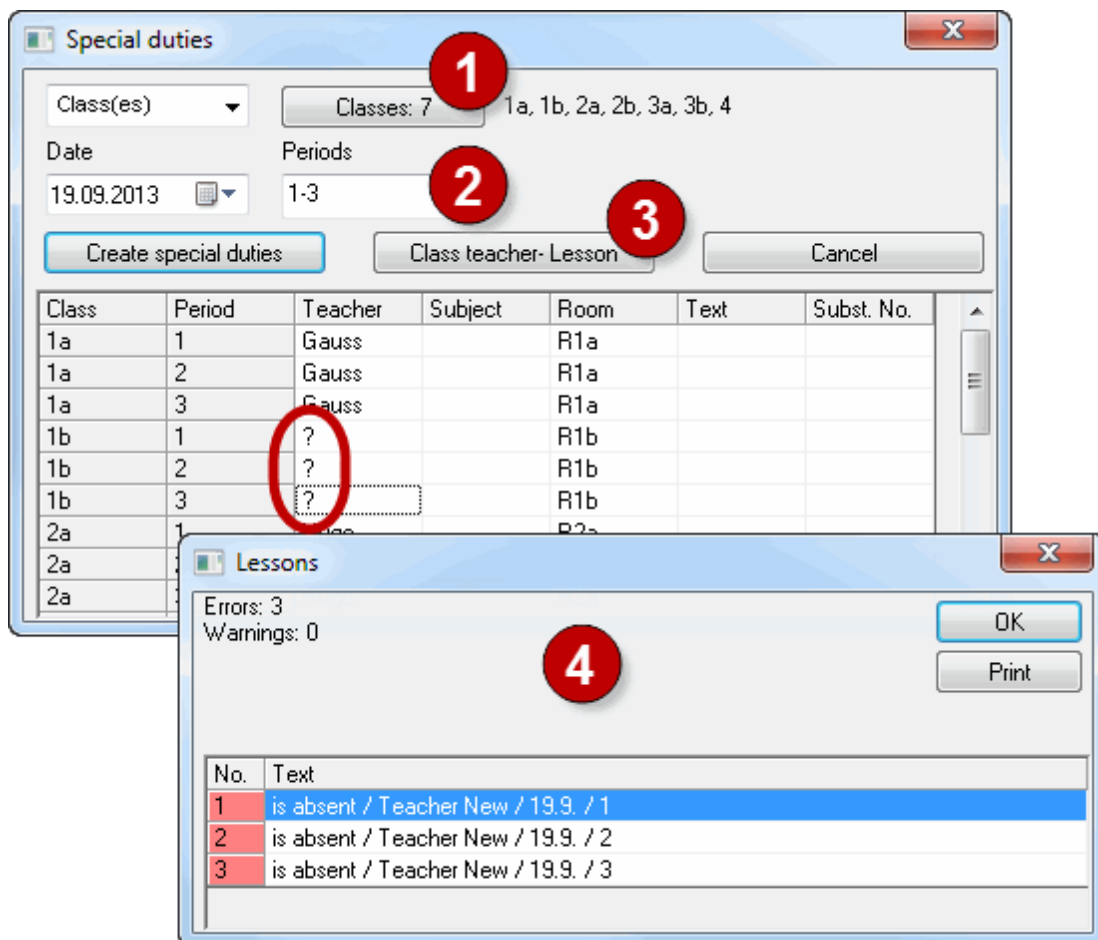 Special duties
1
Class(es) Classes: 7 1a, 1b, 2a, 2b, 3a, 3b, 4
Date Periods
19.09.2013 1-3 2
3
Create special duties Class teacher- Lesson Cancel
Class Period Teacher Subject Room Text Subst. No.
1a 1 Gauss R1a
1a 2 Gauss R1a
1a 3 Gauss R1a
1b 1 ? R1b
1b 2 ? R1b
1b 3 ? R1b
2a 1 R2a
2a
2a
Lessons
Errors: 3
Warnings: 0
OK
4
Print
No. Text
1 is absent / Teacher New / 19.9. / 1
2 is absent / Teacher New / 19.9. / 2
3 is absent / Teacher New / 19.9. / 3